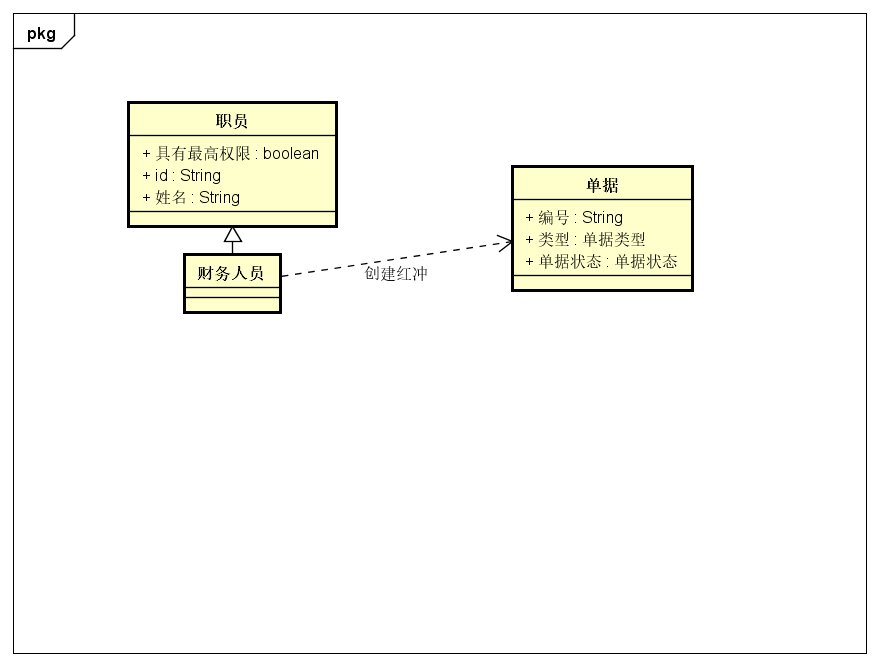 pkg
职员
+ 具有最高权限 : boolean
+ id : String
+ 姓名 : String
财务人员
创建红冲
单据
+ 编号 : String
+ 类型 : 单据类型
+ 单据状态 : 单据状态